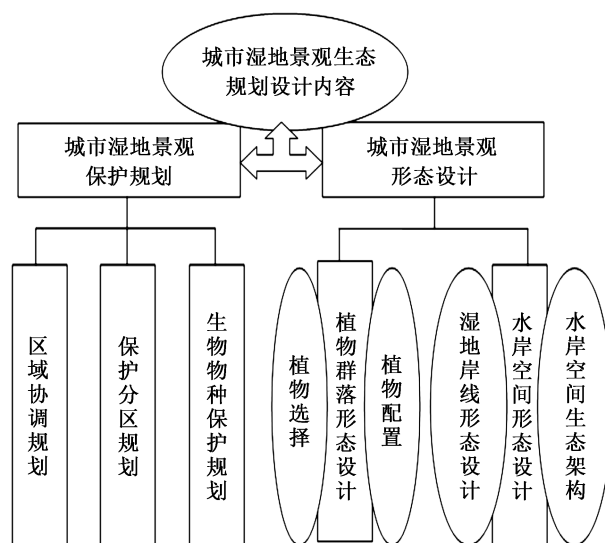 城市湿地景观生态
规划设计内容
城市湿地景观
保护规划
城市湿地景观
形态设计
区域协调规划
保护分区规划
生物物种保护规划
植物选择
植物群落形态设计
植物配置
湿地岸线形态设计
水岸空间形态设计
水岸空间生态架构